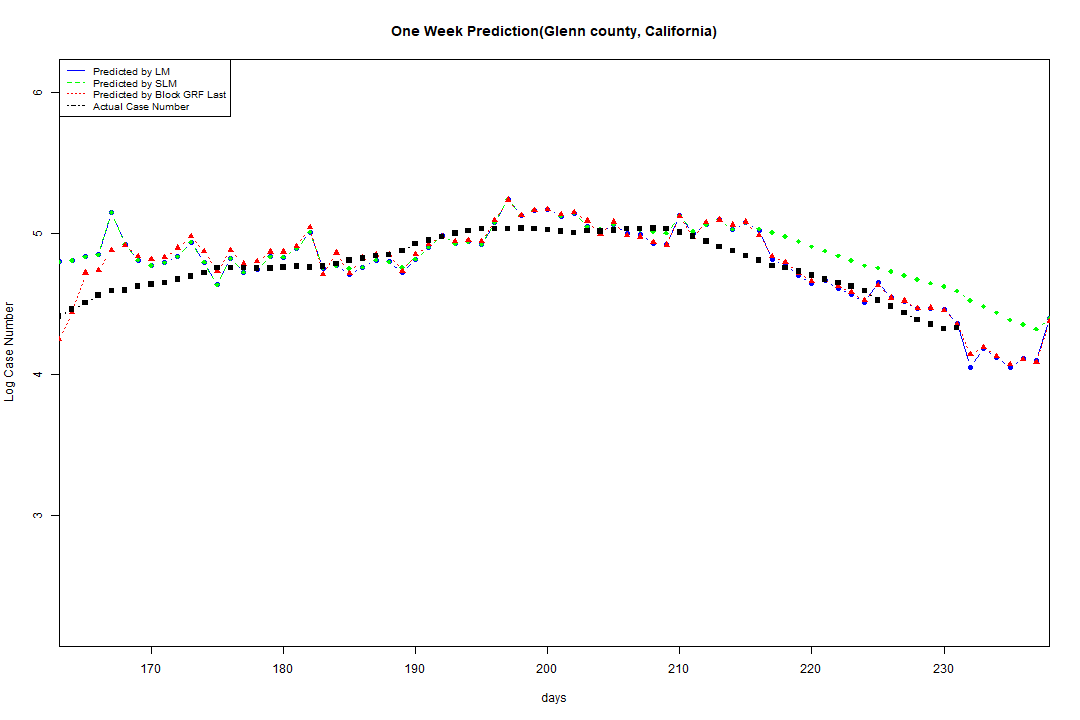 One Week Prediction(Glenn county, California)
Predicted by LM
Predicted by SLM
Predicted by Block GRF Last
Actual Case Number
6
5
4
3
Log Case Number
170 180 190 200 210 220 230
days